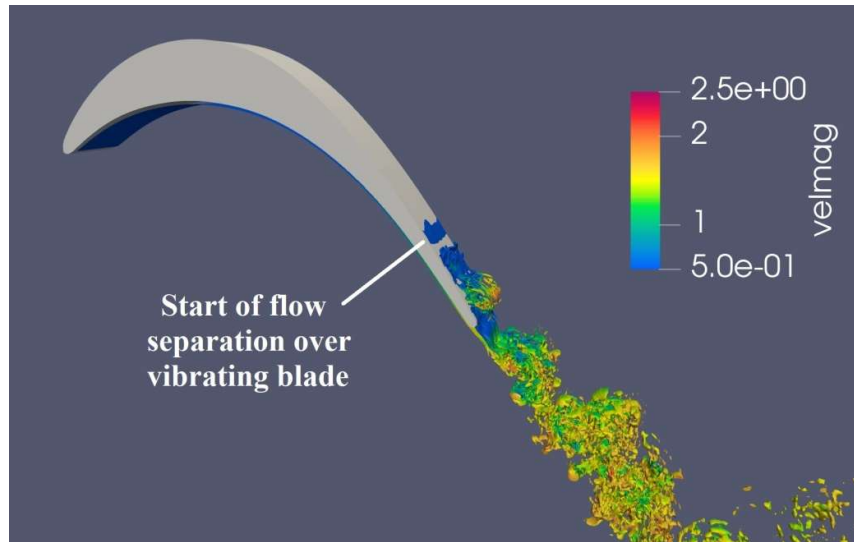 2.5e+00
2
1
5.0e-01
velmag
Start of flow
separation over
vibrating blade